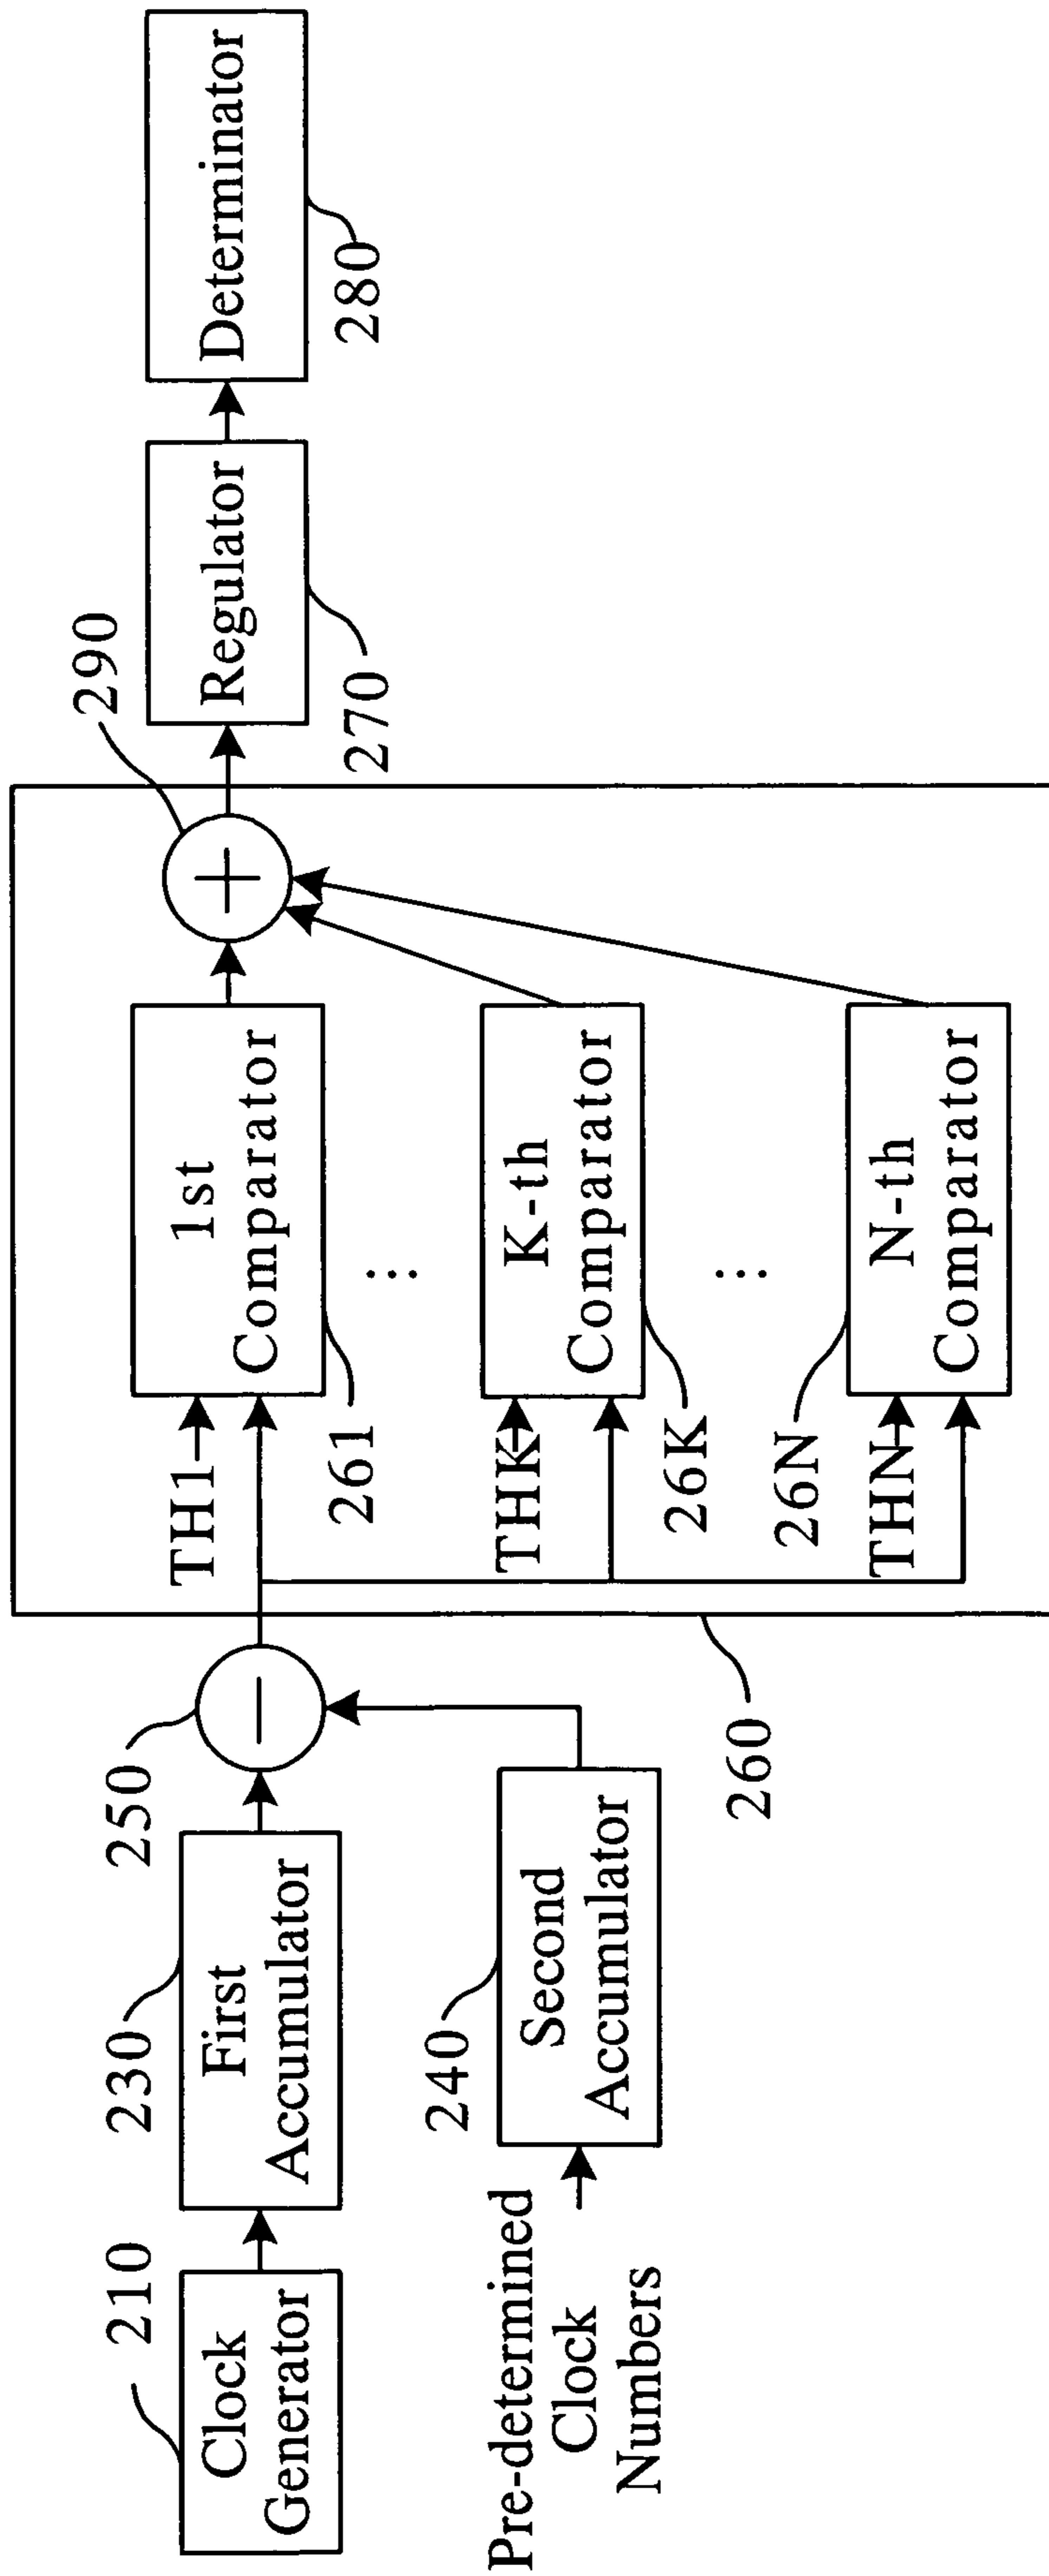 210
Clock
Generator
230
First
Accumulator
250
Pre-determined
Clock
Numbers
240
Second
Accumulator
260
TH1
1st
Comparator
261
⋮
THK
K-th
Comparator
26K
⋮
26N
THN
N-th
Comparator
290
Regulator
270
Determinator
280